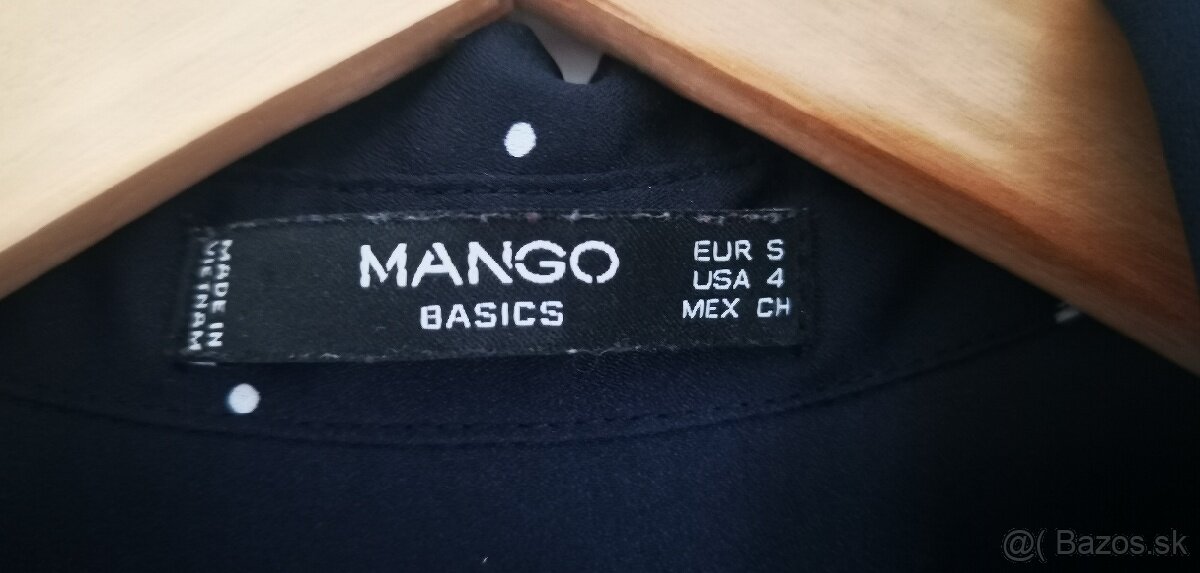 MADE IN
VIETNAM
MANGO
BASICS
EUR S
USA 4
MEX CH
@( Bazos.sk